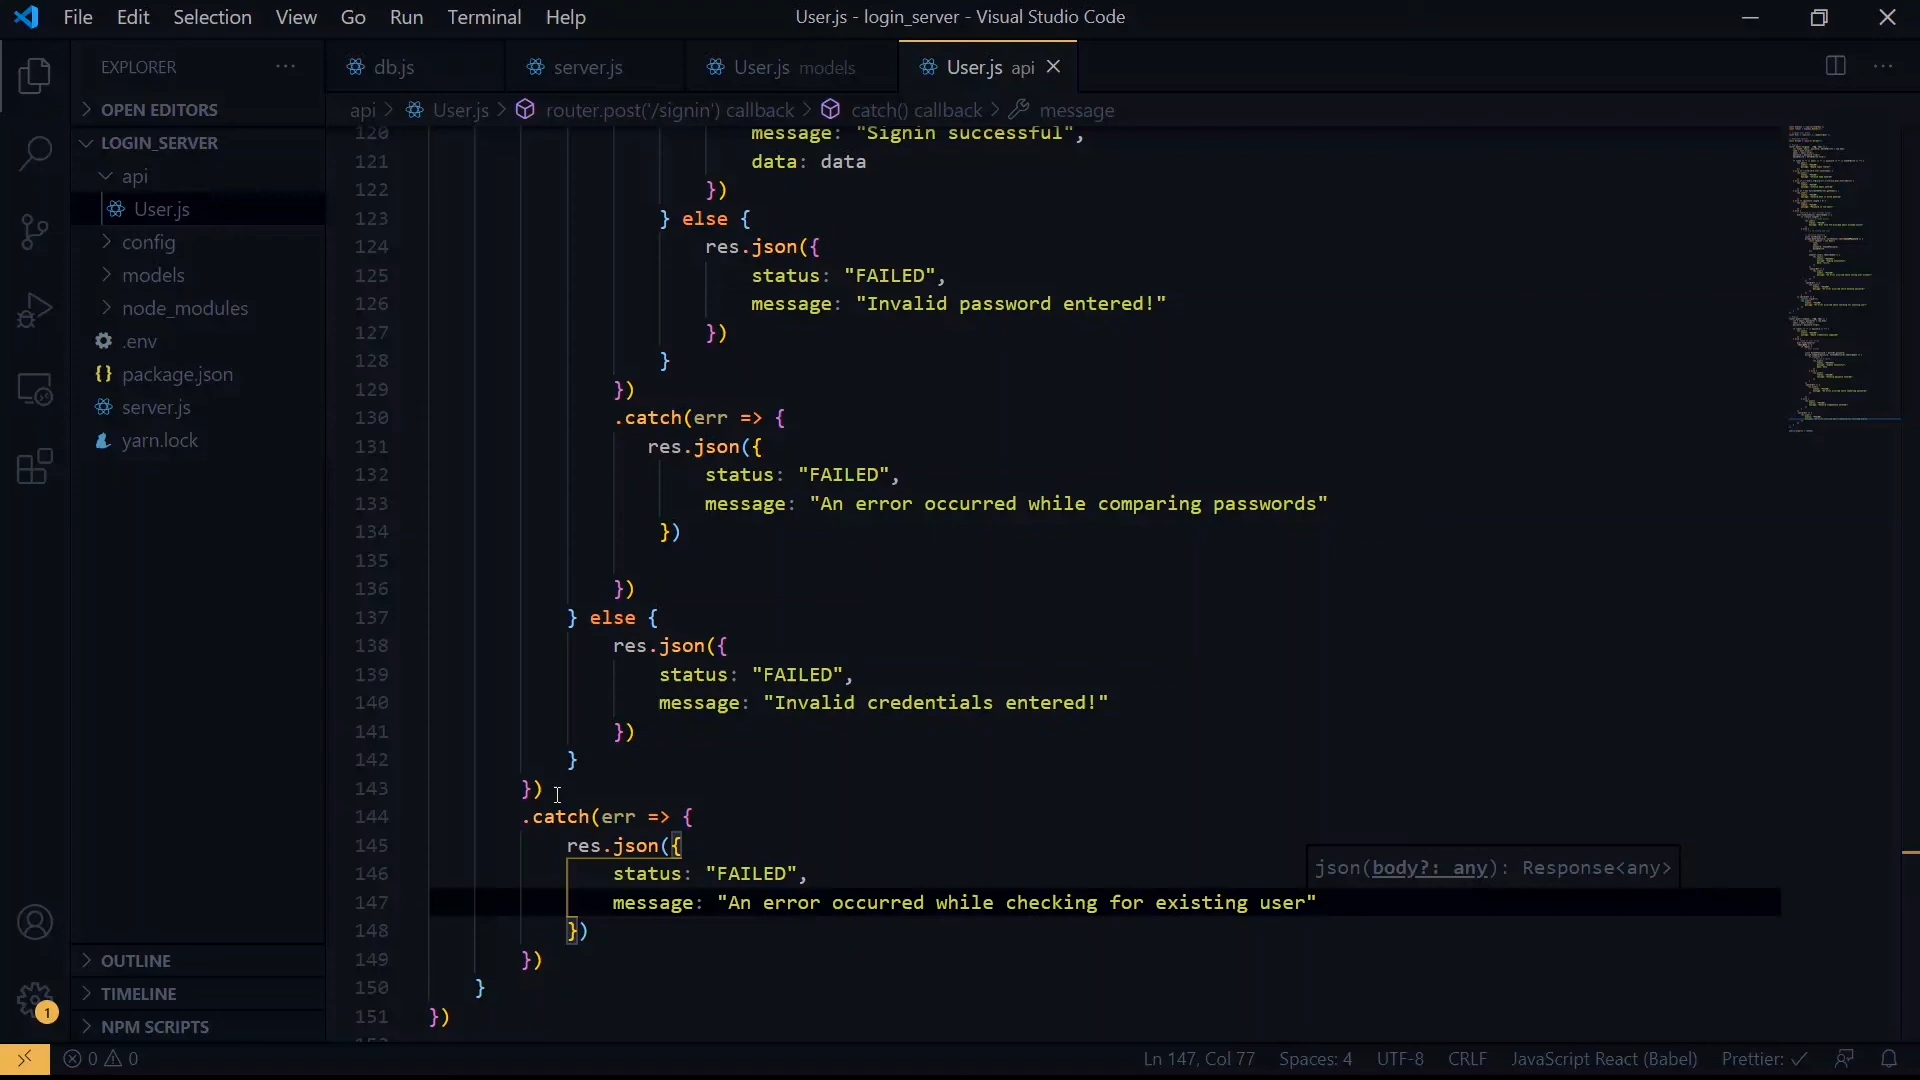 File Edit Selection View Go Run Terminal Help
User.js - login_server - Visual Studio Code
EXPLORER
OPEN EDITORS
LOGIN_SERVER
api
User.js
config
models
node_modules
.env
package.json
server.js
yarn.lock
OUTLINE
TIMELINE
NPM SCRIPTS
1
db.js server.js User.js models User.js api
api > User.js > router.post('/signin') callback > catch() callback > message
120 message: "Signin successful",
121 data: data
122 })
123 } else {
124 res.json({
125 status: "FAILED",
126 message: "Invalid password entered!"
127 })
128 }
129 })
130 .catch(err => {
131 res.json({
132 status: "FAILED",
133 message: "An error occurred while comparing passwords"
134 })
135
136 })
137 } else {
138 res.json({
139 status: "FAILED",
140 message: "Invalid credentials entered!"
141 })
142 }
143 })
144 .catch(err => {
145 res.json({
json(body?: any): Response<any>
146 status: "FAILED",
147 message: "An error occurred while checking for existing user"
148 })
149 })
150 }
151 })
0 0
Ln 147, Col 77 Spaces: 4 UTF-8 CRLF JavaScript React (Babel) Prettier: ✓